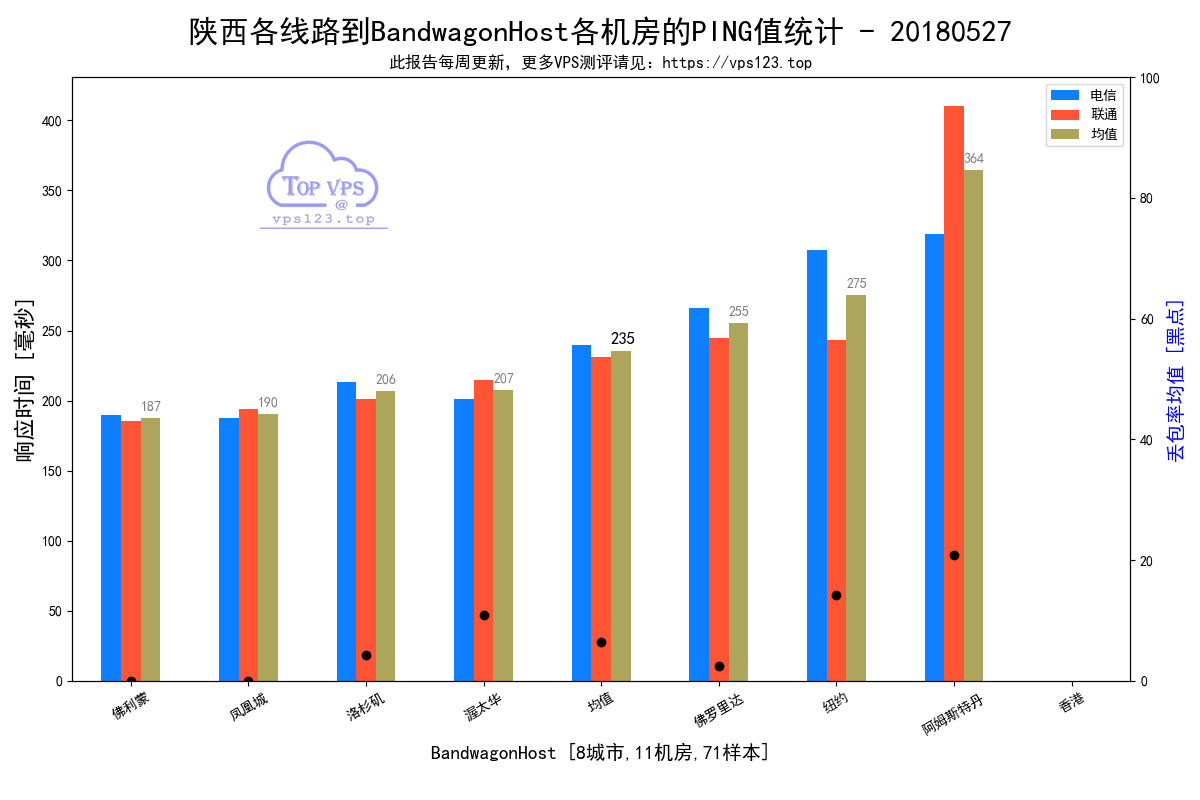 陕西各线路到BandwagonHost各机房的PING值统计 - 20180527
此报告每周更新，更多VPS测评请见：https://vps123.top
电信
联通
均值
TOP VPS
@
vps123.top
响应时间 [毫秒]
400
350
300
250
200
150
100
50
0
187
190
206
207
235
255
275
364
100
80
60
40
20
0
丢包率均值 [黑点]
佛利蒙
凤凰城
洛杉矶
渥太华
均值
佛罗里达
纽约
阿姆斯特丹
香港
BandwagonHost [8城市,11机房,71样本]